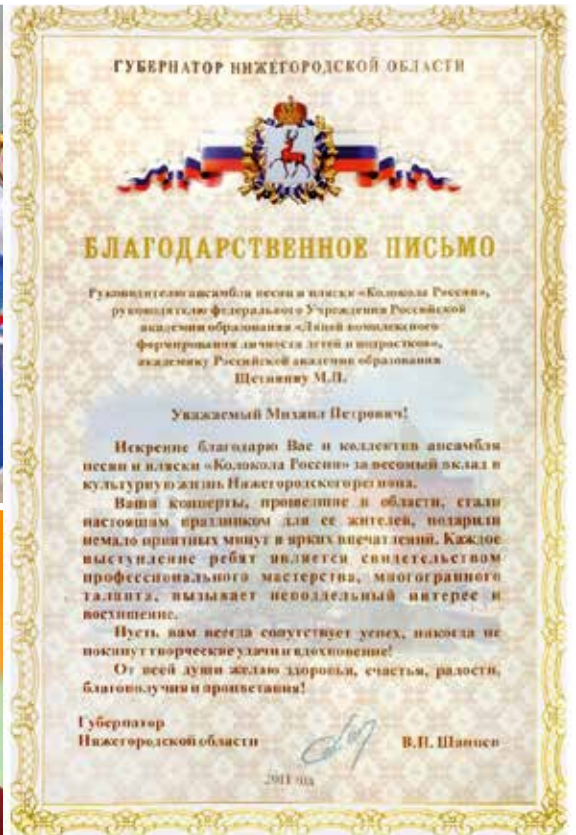 ГУБЕРНАТОР НИЖЕГОРОДСКОЙ ОБЛАСТИ
БЛАГОДАРСТВЕННОЕ ПИСЬМО
Руководителю ансамбля песни и пляски «Колокола России»,
руководителю федерального Учреждения Российской
академии образования «Лицей комплексного
формирования личности детей и подростков»,
академику Российской академии образования
Щетинину М.П.
Уважаемый Михаил Петрович!
Искренне благодарю Вас и коллектив ансамбля
песни и пляски «Колокола России» за весомый вклад в
культурную жизнь Нижегородского региона.
Ваши концерты, прошедшие в области, стали
настоящим праздником для ее жителей, подарили
немало приятных минут и ярких впечатлений. Каждое
выступление ребят является свидетельством
профессионального мастерства, многогранного
таланта, вызывает неподдельный интерес и
восхищение.
Пусть вам всегда сопутствует успех, никогда не
покинут творческие удачи и вдохновение!
От всей души желаю здоровья, счастья, радости,
благополучия и процветания!
Губернатор
Нижегородской области В.П. Шанцев
2011 год